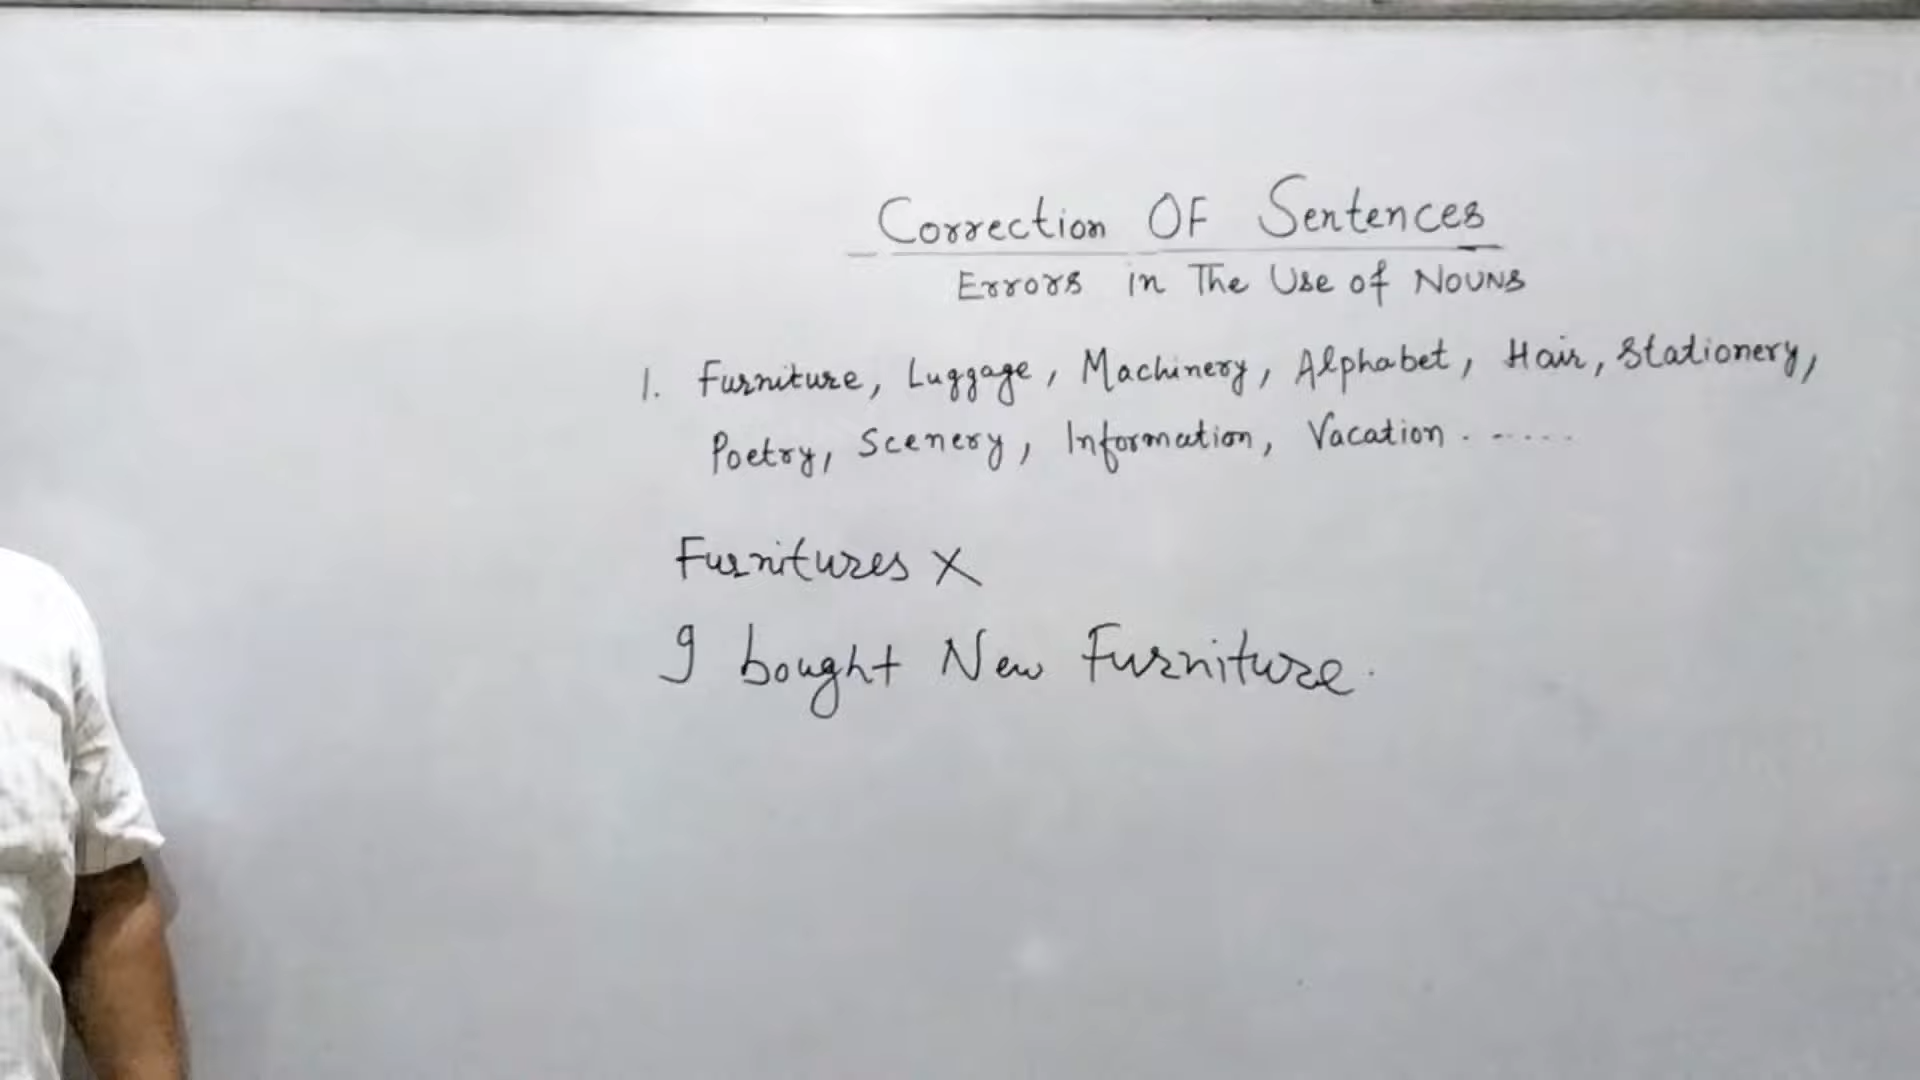 Correction OF Sentences
Errors in The Use of NOUNS
1. Furniture, Luggage, Machinery, Alphabet, Hair, Stationery,
Poetry, Scenery, Information, Vacation . ......
Furnitures X
I bought New Furniture.